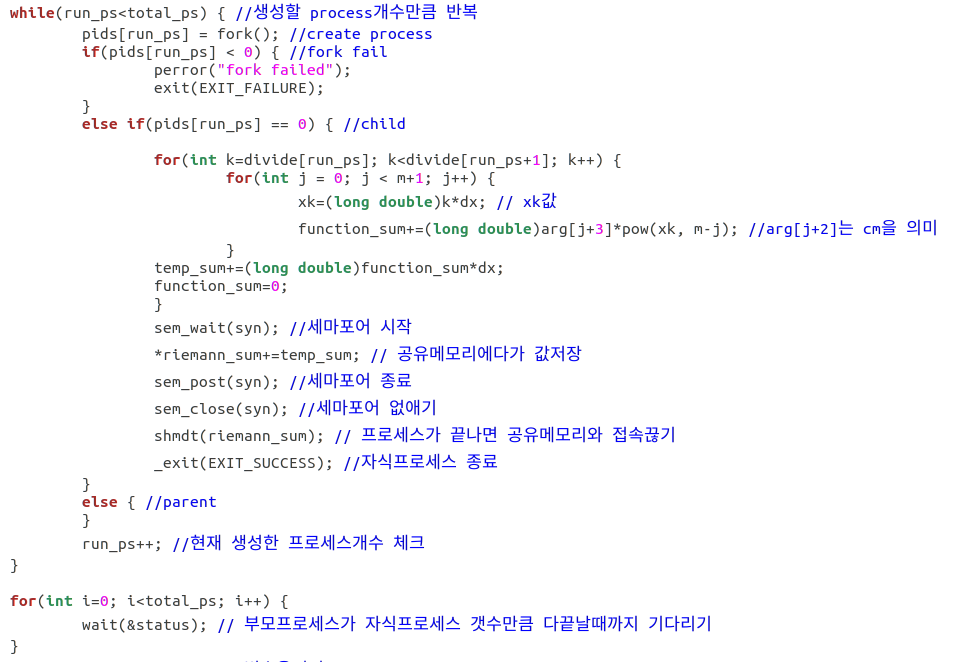 while(run_ps<total_ps) { //생성할 process개수만큼 반복
pids[run_ps] = fork(); //create process
if(pids[run_ps] < 0) { //fork fail
perror("fork failed");
exit(EXIT_FAILURE);
}
else if(pids[run_ps] == 0) { //child
for(int k=divide[run_ps]; k<divide[run_ps+1]; k++) {
for(int j = 0; j < m+1; j++) {
xk=(long double)k*dx; // xk값
function_sum+=(long double)arg[j+3]*pow(xk, m-j); //arg[j+2]는 cm을 의미
}
temp_sum+=(long double)function_sum*dx;
function_sum=0;
}
sem_wait(syn); //세마포어 시작
*riemann_sum+=temp_sum; // 공유메모리에다가 값저장
sem_post(syn); //세마포어 종료
sem_close(syn); //세마포어 없애기
shmdt(riemann_sum); // 프로세스가 끝나면 공유메모리와 접속끊기
_exit(EXIT_SUCCESS); //자식프로세스 종료
}
else { //parent
}
run_ps++; //현재 생성한 프로세스개수 체크
}
for(int i=0; i<total_ps; i++) {
wait(&status); // 부모프로세스가 자식프로세스 갯수만큼 다끝날때까지 기다리기
}